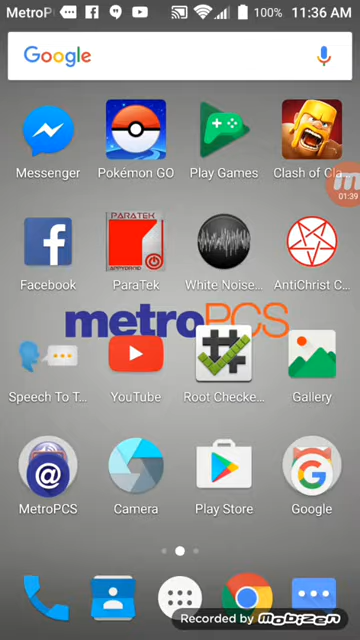 MetroP 100% 11:36 AM
Google
Messenger Pokémon GO Play Games Clash of Cla...
01:39
PARATEK
Facebook ParaTek White Noise... AntiChrist C...
metroPCS
Speech To T... YouTube Root Checke... Gallery
@
MetroPCS Camera Play Store Google
Recorded by mobizen